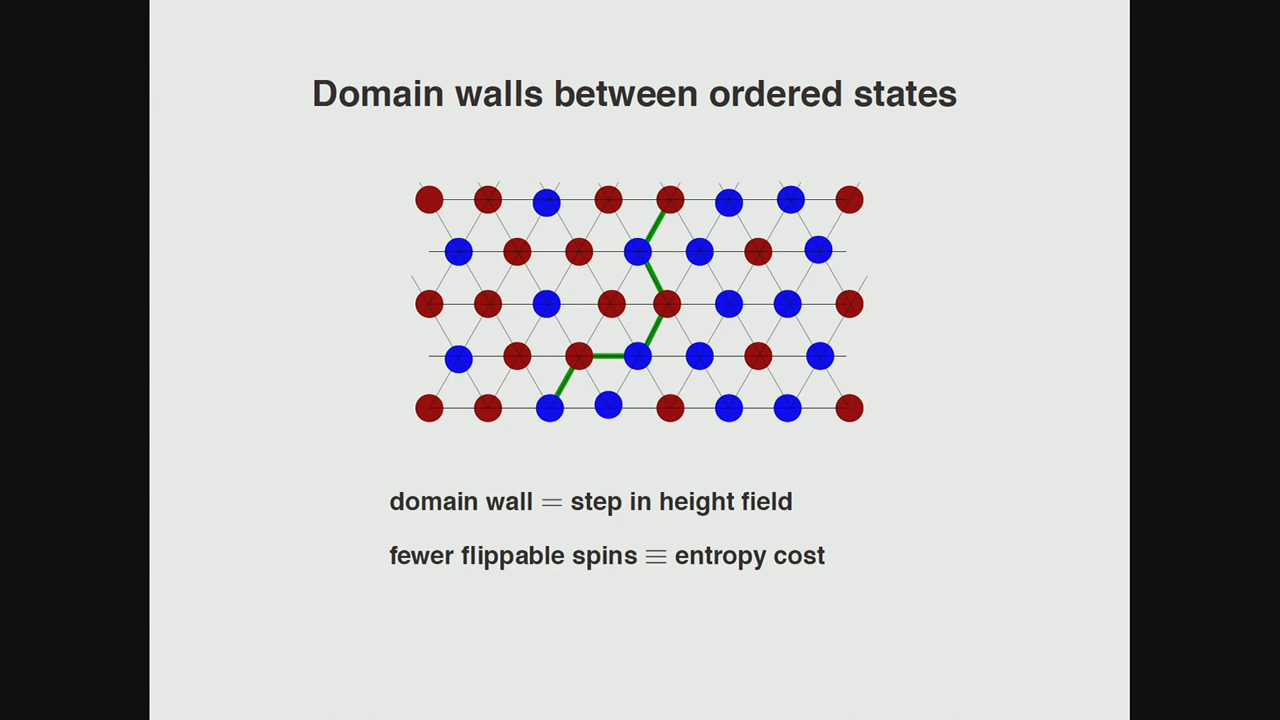 Domain walls between ordered states
domain wall = step in height field
fewer flippable spins ≡ entropy cost